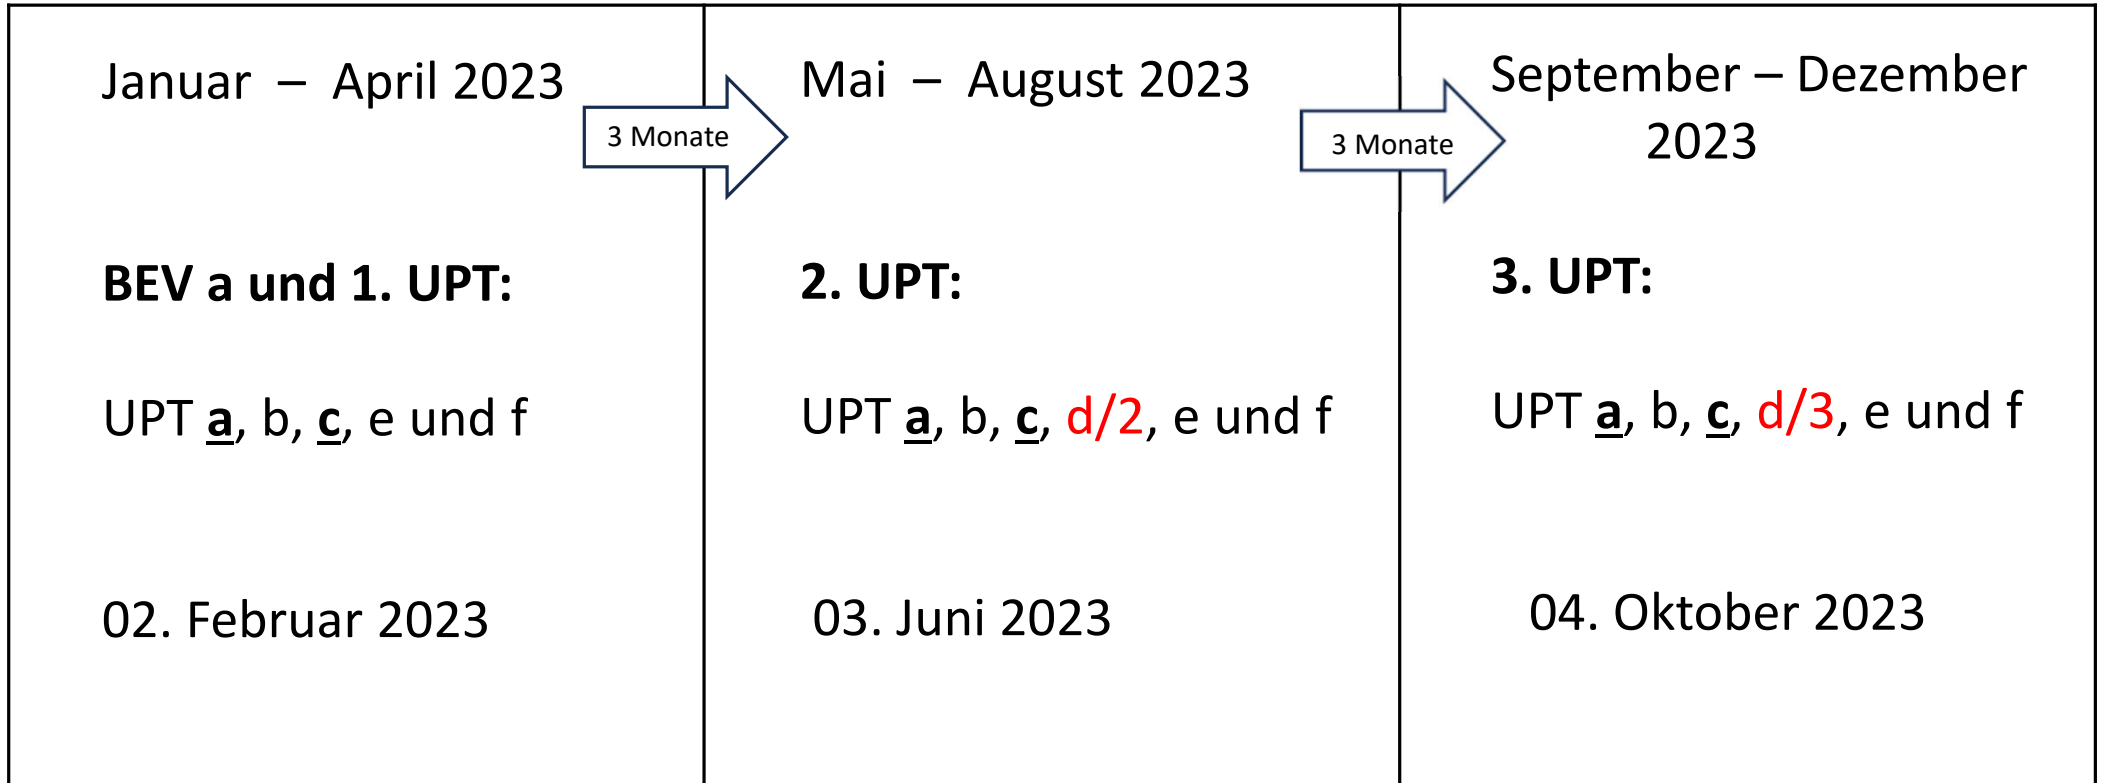 Januar – April 2023
3 Monate
BEV a und 1. UPT:
UPT a, b, c, e und f
02. Februar 2023
Mai – August 2023
3 Monate
2. UPT:
UPT a, b, c, d/2, e und f
03. Juni 2023
September – Dezember
2023
3. UPT:
UPT a, b, c, d/3, e und f
04. Oktober 2023